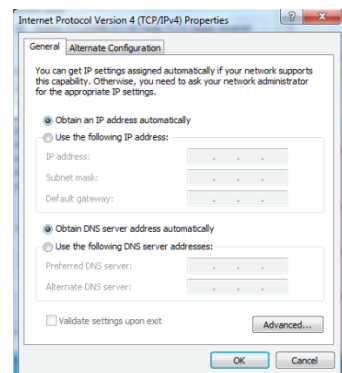 Internet Protocol Version 4 (TCP/IPv4) Properties
General
Alternate Configuration
You can get IP settings assigned automatically if your network supports
this capability. Otherwise, you need to ask your network administrator
for the appropriate IP settings.
Obtain an IP address automatically
Use the following IP address:
IP address:
Subnet mask:
Default gateway:
Obtain DNS server address automatically
Use the following DNS server addresses:
Preferred DNS server:
Alternate DNS server:
Validate settings upon exit
Advanced...
OK
Cancel